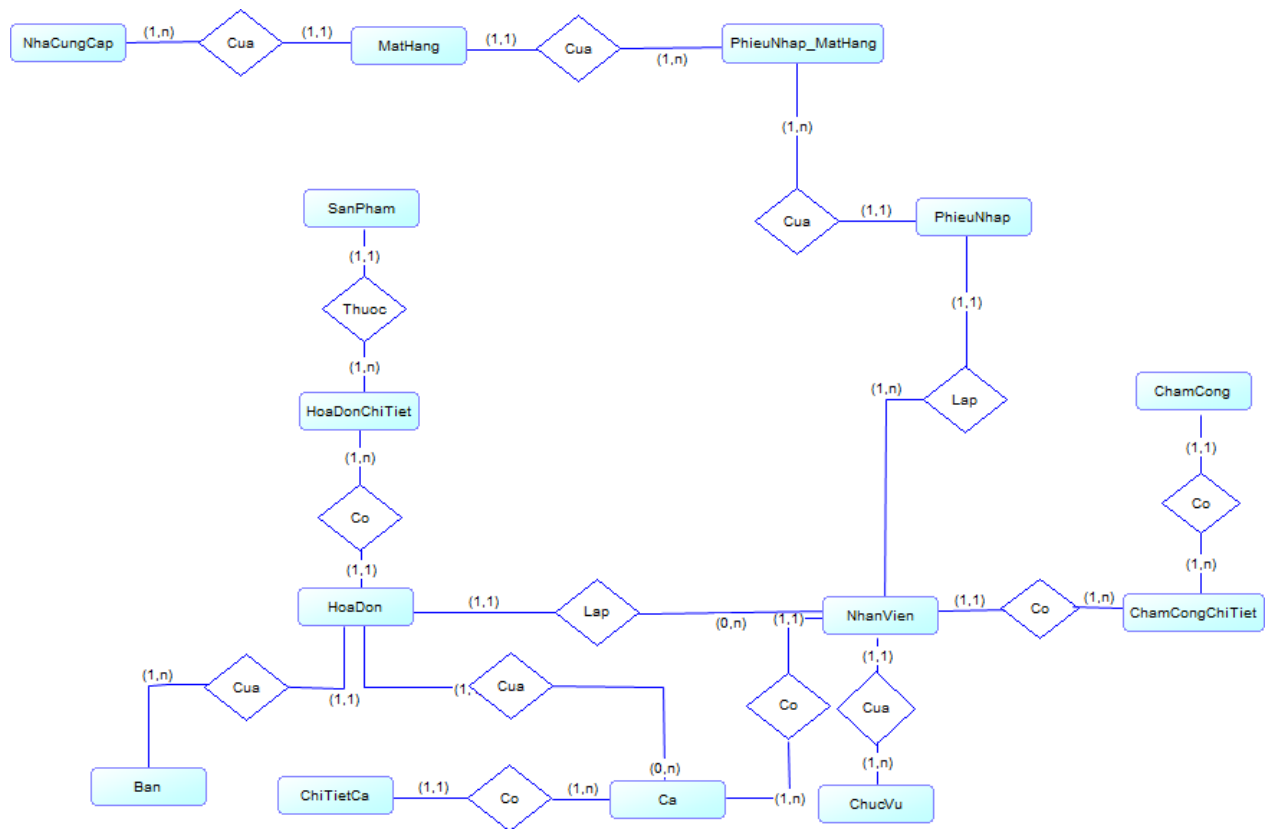 NhaCungCap
(1,n)
Cua
(1,1)
MatHang
(1,1)
Cua
(1,n)
PhieuNhap_MatHang
(1,n)
SanPham
(1,1)
Cua
(1,1)
PhieuNhap
(1,1)
Thuoc
(1,n)
HoaDonChiTiet
(1,n)
Lap
ChamCong
(1,1)
(1,n)
Co
(1,1)
Co
(1,n)
HoaDon
(1,1)
Lap
(0,n)
NhanVien
(1,1)
Co
(1,n)
ChamCongChiTiet
(1,1)
(1,1)
(1,n)
Cua
(1,1)
(1,
Cua
Co
Cua
(0,n)
(1,n)
Ban
ChiTietCa
(1,1)
Co
(1,n)
Ca
(1,n)
ChucVu